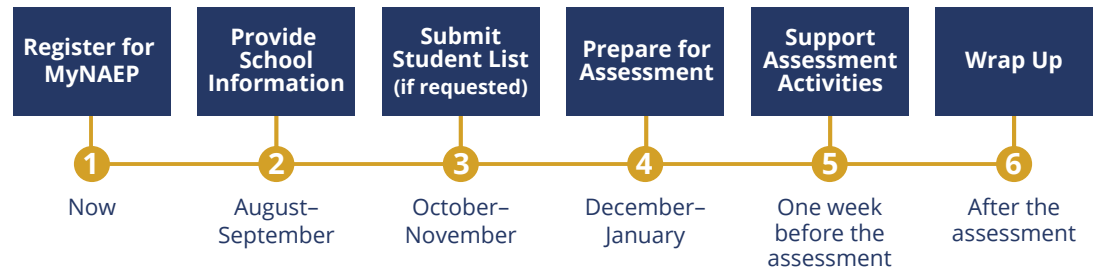 Register for
MyNAEP
Provide
School
Information
Submit
Student List
(if requested)
Prepare for
Assessment
Support
Assessment
Activities
Wrap Up
1
2
3
4
5
6
Now
August–
September
October–
November
December–
January
One week
before the
assessment
After the
assessment